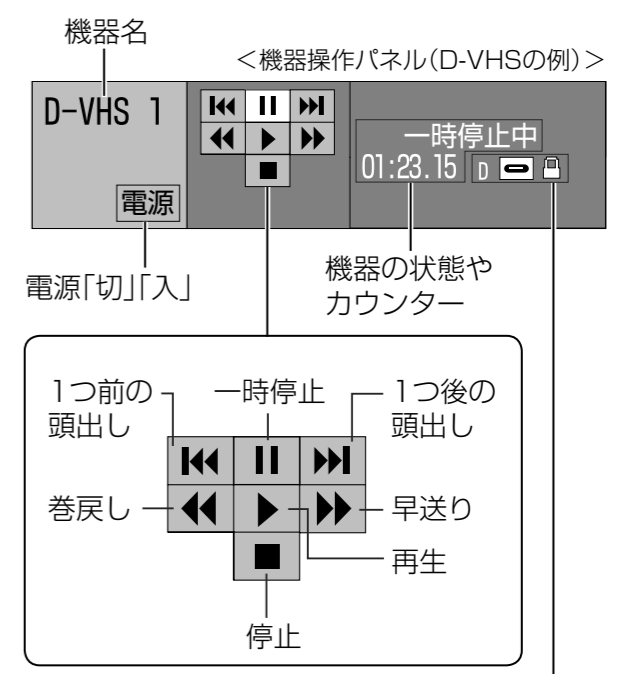 機器名
＜機器操作パネル(D-VHSの例)＞
D-VHS 1
電源
一時停止中
01:23.15 D
電源「切」「入」
機器の状態や
カウンター
1つ前の
頭出し
一時停止
1つ後の
頭出し
巻戻し
早送り
再生
停止